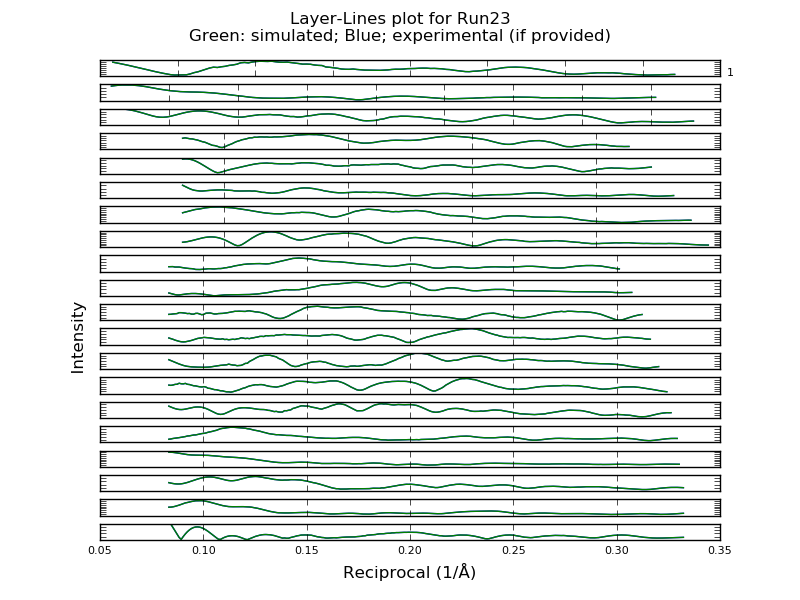 Layer-Lines plot for Run23
Green: simulated; Blue; experimental (if provided)
1
Intensity
0.05 0.10 0.15 0.20 0.25 0.30 0.35
Reciprocal (1/Å)